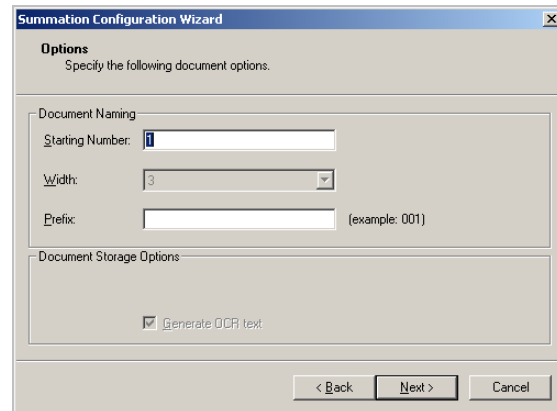 Summation Configuration Wizard
Options
Specify the following document options.
Document Naming
Starting Number: 1
Width: 3
Prefix: (example: 001)
Document Storage Options
Generate OCR text
< Back Next > Cancel